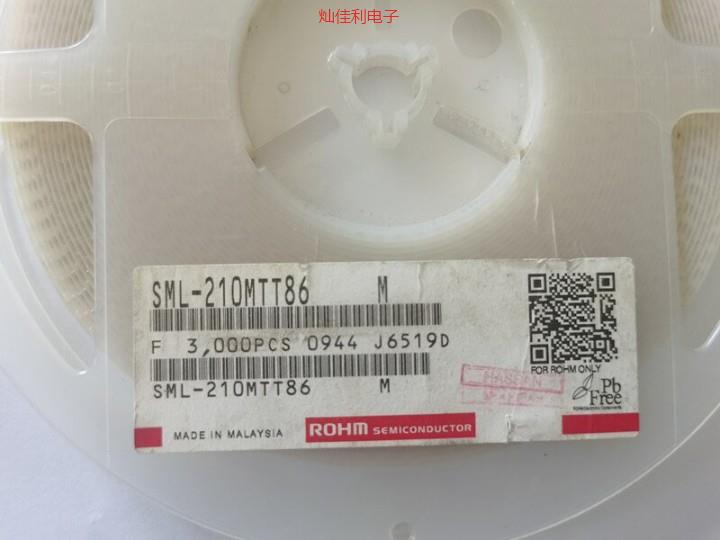 灿佳利电子
SML-210MTT86 M
F 3,000PCS 0944 J6519D
SML-210MTT86 M
FOR ROHM ONLY
Pb
Free
MADE IN MALAYSIA
ROHM SEMICONDUCTOR